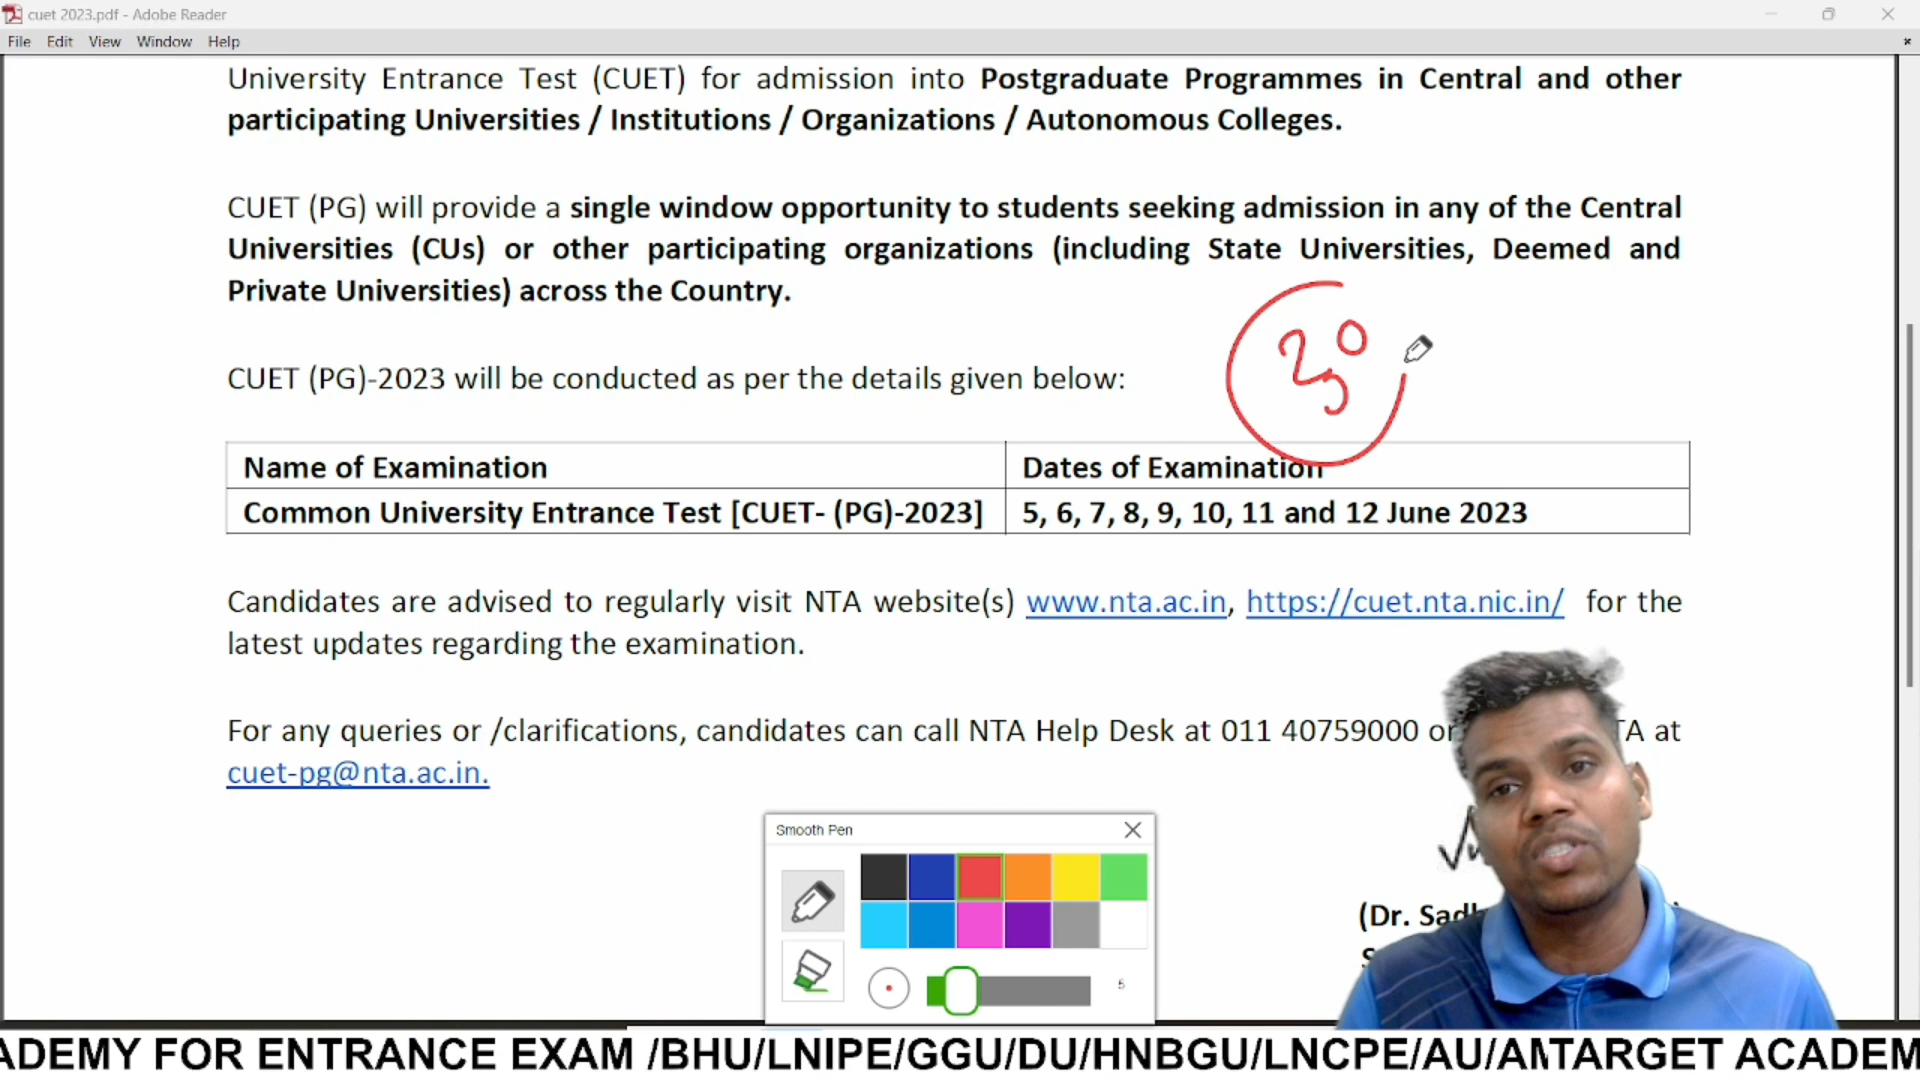 cuet 2023.pdf - Adobe Reader
File Edit View Window Help
University Entrance Test (CUET) for admission into Postgraduate Programmes in Central and other
participating Universities / Institutions / Organizations / Autonomous Colleges.
CUET (PG) will provide a single window opportunity to students seeking admission in any of the Central
Universities (CUs) or other participating organizations (including State Universities, Deemed and
Private Universities) across the Country.
30
CUET (PG)-2023 will be conducted as per the details given below:
Name of Examination Dates of Examination
Common University Entrance Test [CUET- (PG)-2023] 5, 6, 7, 8, 9, 10, 11 and 12 June 2023
Candidates are advised to regularly visit NTA website(s) www.nta.ac.in, https://cuet.nta.nic.in/ for the
latest updates regarding the examination.
For any queries or /clarifications, candidates can call NTA Help Desk at 011 40759000 or TA at
cuet-pg@nta.ac.in.
Smooth Pen
5
(Dr. Sadh
ADEMY FOR ENTRANCE EXAM /BHU/LNIPE/GGU/DU/HNBGU/LNCPE/AU/AMTARGET ACADEM